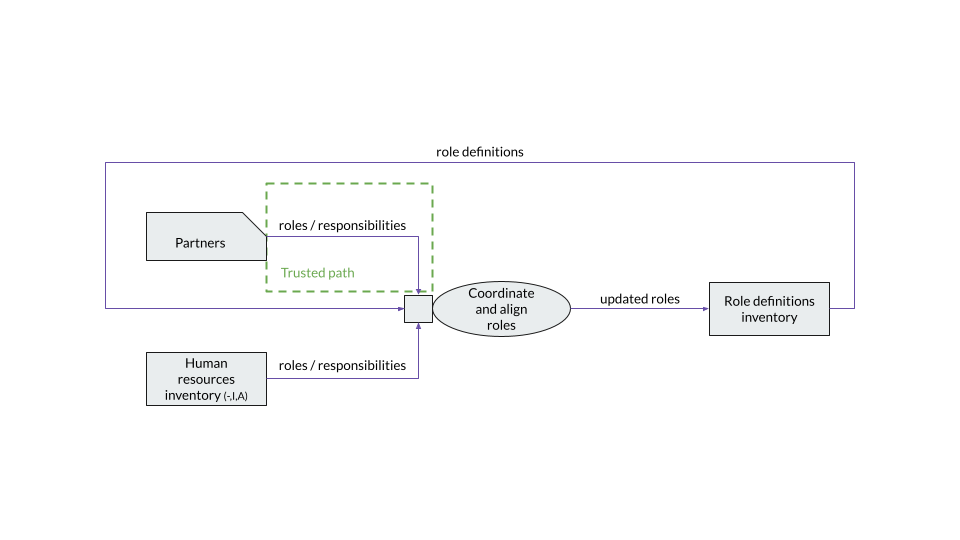 role definitions
roles / responsibilities
Partners
Trusted path
Coordinate
and align
roles
updated roles
Role definitions
inventory
Human
resources
inventory (-,I,A)
roles / responsibilities